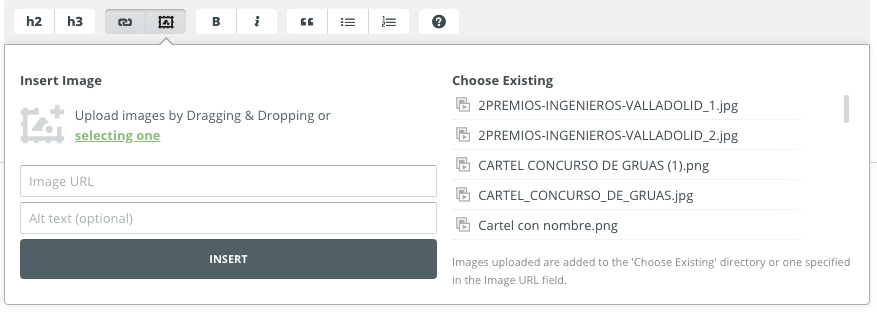 h2 h3 B i
Insert Image
Upload images by Dragging & Dropping or
selecting one
Image URL
Alt text (optional)
INSERT
Choose Existing
2PREMIOS-INGENIEROS-VALLADOLID_1.jpg
2PREMIOS-INGENIEROS-VALLADOLID_2.jpg
CARTEL CONCURSO DE GRUAS (1).png
CARTEL_CONCURSO_DE_GRUAS.jpg
Cartel con nombre.png
Images uploaded are added to the 'Choose Existing' directory or one specified
in the Image URL field.